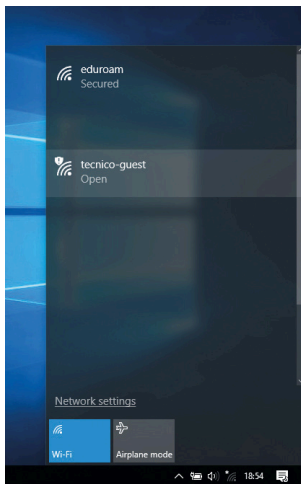 eduroam
Secured
tecnico-guest
Open
Network settings
Wi-Fi
Airplane mode
18:54